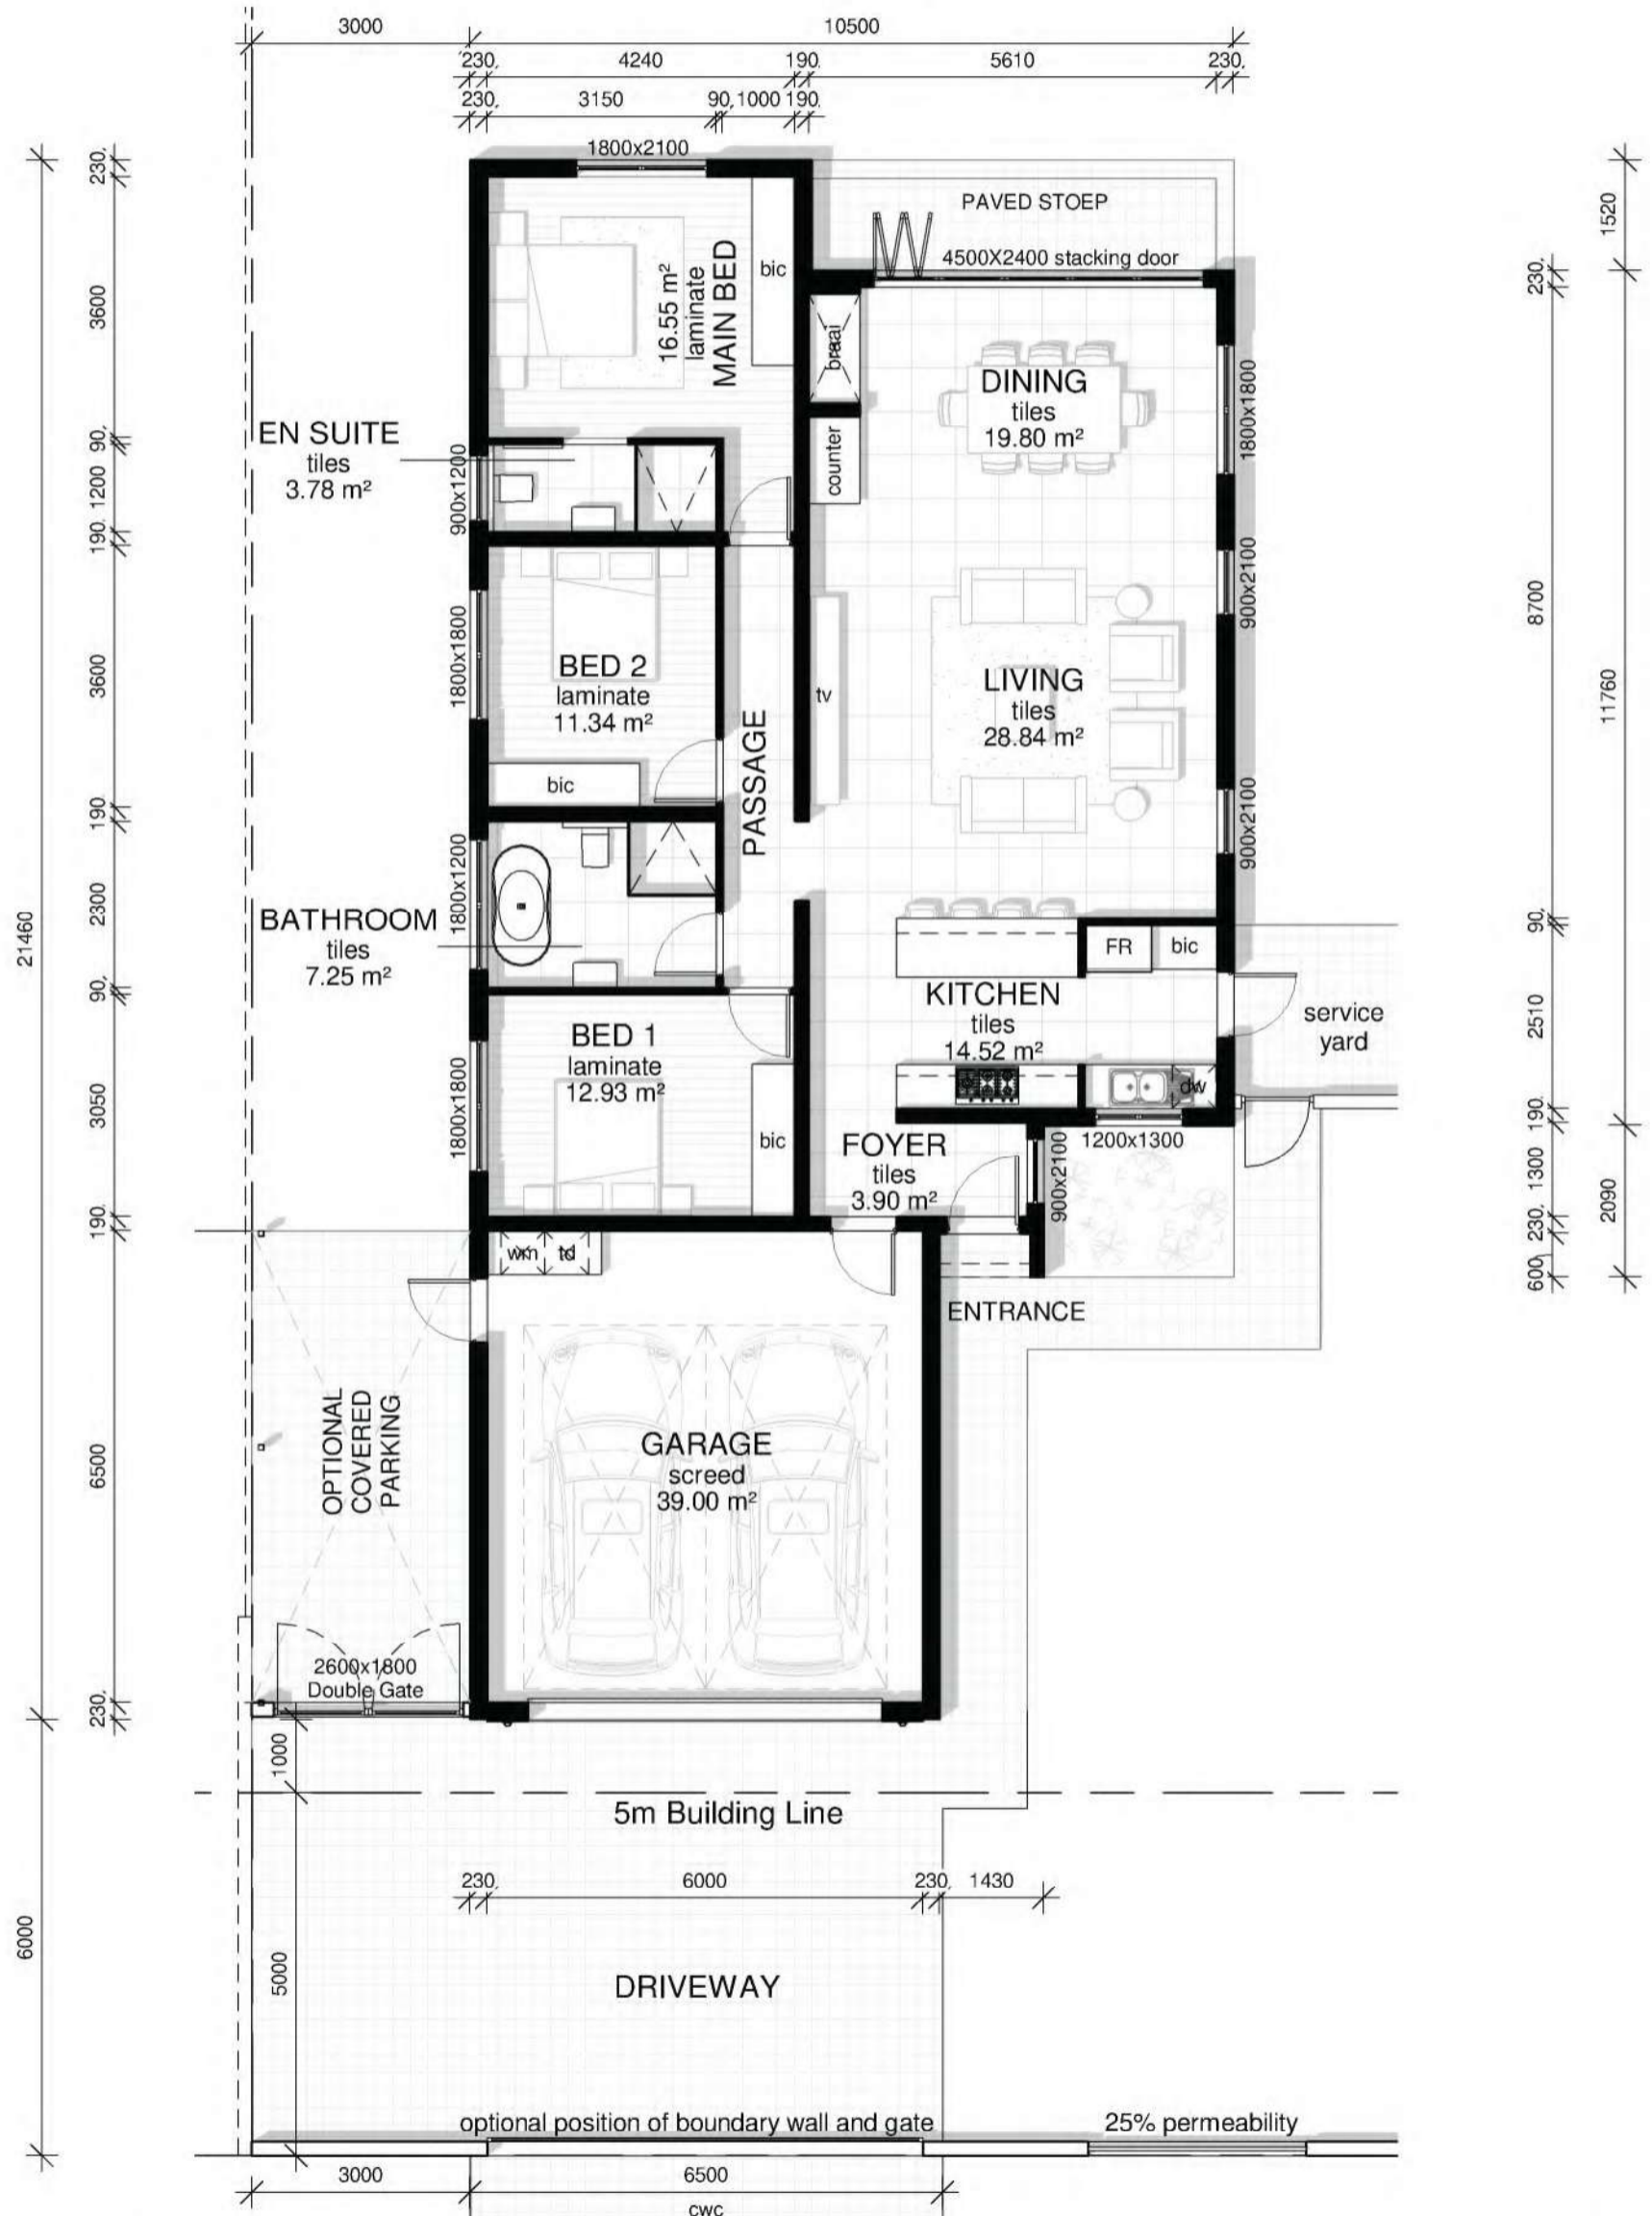 3000
10500
230, 4240 190. 5610 230,
230, 3150 90, 1000 190.
1800x2100
PAVED STOEP
4500X2400 stacking door
MAIN BED
laminate
16.55 m²
bic
braai
DINING
tiles
19.80 m²
1800x1800
counter
EN SUITE
tiles
3.78 m²
900x1200
900x2100
BED 2
laminate
11.34 m²
1800x1800
bic
PASSAGE
tv
LIVING
tiles
28.84 m²
900x2100
BATHROOM
tiles
7.25 m²
1800x1200
FR
bic
KITCHEN
tiles
14.52 m²
dw
service
yard
BED 1
laminate
12.93 m²
1800x1800
bic
FOYER
tiles
3.90 m²
1200x1300
900x2100
wm
td
ENTRANCE
OPTIONAL
COVERED
PARKING
GARAGE
screed
39.00 m²
2600x1800
Double Gate
5m Building Line
230, 6000 230, 1430
DRIVEWAY
optional position of boundary wall and gate
25% permeability
3000
6500
cwc
21460
6000
230,
3600
90,
1200
190.
3600
190
2300
90,
3050
190.
6500
230,
1000
5000
230,
8700
90,
2510
190.
1300
230,
600
1520
11760
2090